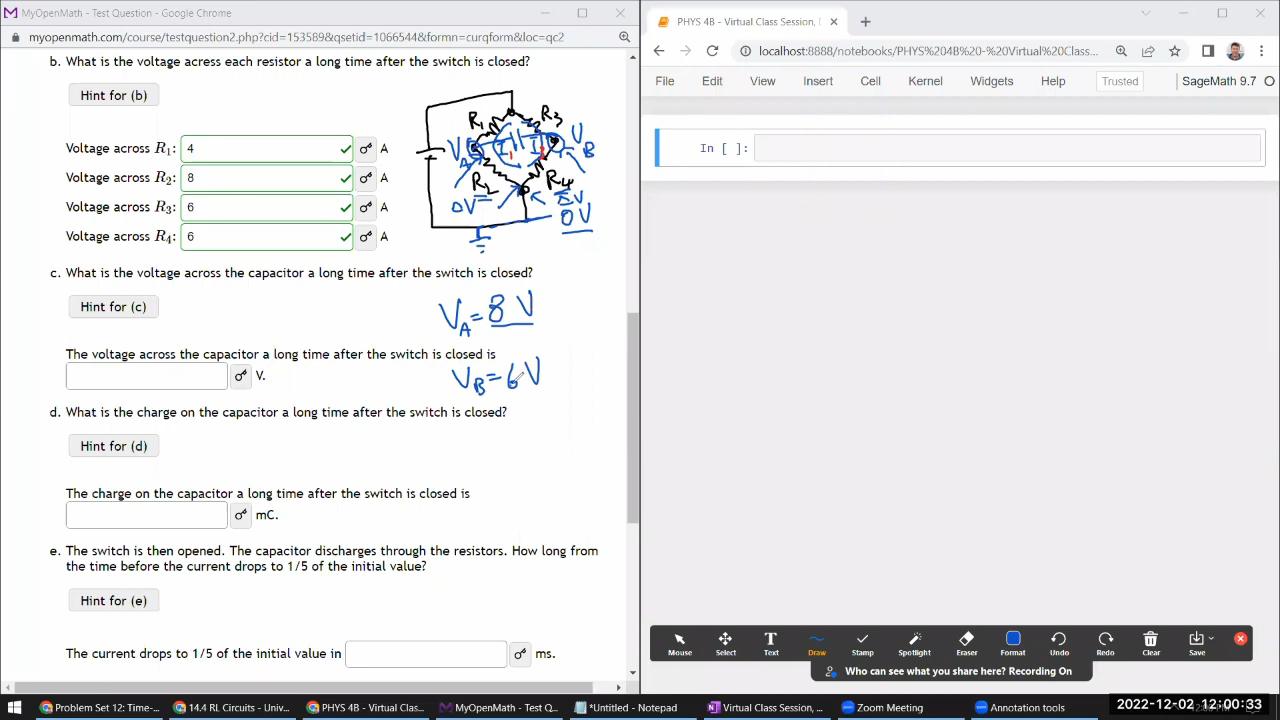 MyOpenMath - Test Question - Google Chrome
myopenmath.com/course/testquestion2.php?cid=153589&qsetid=1066544&formn=curqform&loc=qc2
b. What is the voltage acress each resistor a long time after the switch is closed?
Hint for (b)
Voltage across R1: 4 A
Voltage across R2: 8 A
Voltage across R3: 6 A
Voltage across R4: 6 A
R1
R3
VA
I1
VB
R2
R4
0V
0V
c. What is the voltage across the capacitor a long time after the switch is closed?
Hint for (c)
VA = 8 V
The voltage across the capacitor a long time after the switch is closed is
V.
VB = 6V
d. What is the charge on the capacitor a long time after the switch is closed?
Hint for (d)
The charge on the capacitor a long time after the switch is closed is
mC.
e. The switch is then opened. The capacitor discharges through the resistors. How long from
the time before the current drops to 1/5 of the initial value?
Hint for (e)
The current drops to 1/5 of the initial value in ms.
PHYS 4B - Virtual Class Session, D
localhost:8888/notebooks/PHYS%204B%20-%20Virtual%20Clas...
File Edit View Insert Cell Kernel Widgets Help Trusted SageMath 9.7
In [ ]:
Mouse Select Text Draw Stamp Spotlight Eraser Format Undo Redo Clear Save
Who can see what you share here? Recording On
Problem Set 12: Time-... 14.4 RL Circuits - Univ... PHYS 4B - Virtual Clas... MyOpenMath - Test Q... *Untitled - Notepad Virtual Class Session, ... Zoom Meeting Annotation tools
2022-12-02 12:00:33